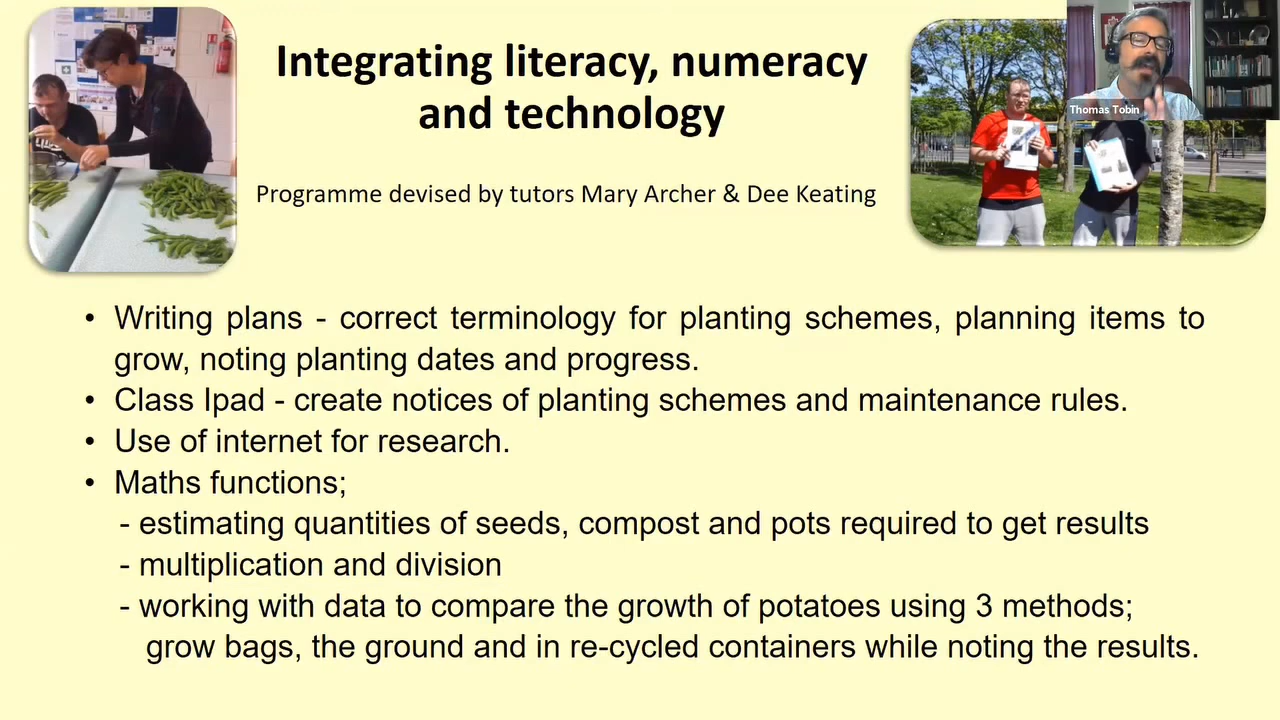 Integrating literacy, numeracy
and technology
Thomas Tobin
Programme devised by tutors Mary Archer & Dee Keating
• Writing plans - correct terminology for planting schemes, planning items to
grow, noting planting dates and progress.
• Class Ipad - create notices of planting schemes and maintenance rules.
• Use of internet for research.
• Maths functions;
- estimating quantities of seeds, compost and pots required to get results
- multiplication and division
- working with data to compare the growth of potatoes using 3 methods;
grow bags, the ground and in re-cycled containers while noting the results.